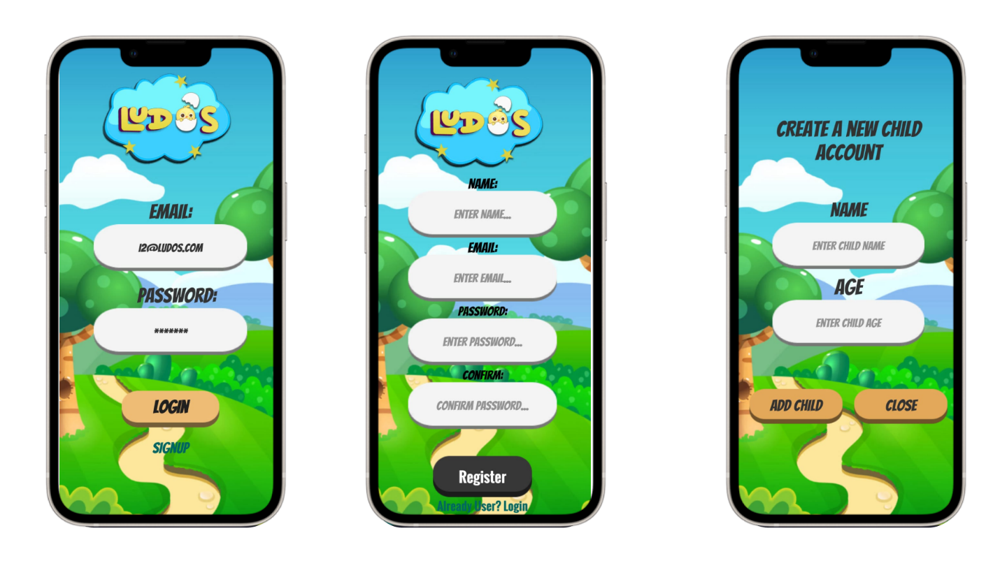 LUDOS
EMAIL:
12@LUDOS.COM
PASSWORD:
*******
LOGIN
SIGNUP
LUDOS
NAME:
ENTER NAME...
EMAIL:
ENTER EMAIL...
PASSWORD:
ENTER PASSWORD...
CONFIRM:
CONFIRM PASSWORD...
Register
Already User? Login
CREATE A NEW CHILD
ACCOUNT
NAME
ENTER CHILD NAME
AGE
ENTER CHILD AGE
ADD CHILD
CLOSE